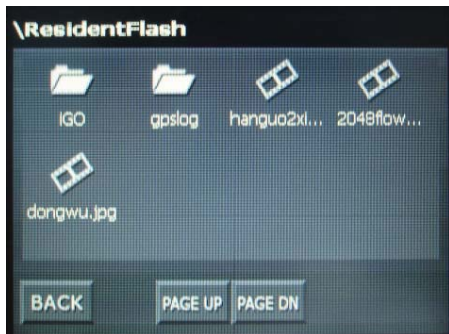 \ResidentFlash
iGO gpslog hanguo2xi... 2048flow...
dongwu.jpg
BACK PAGE UP PAGE DN